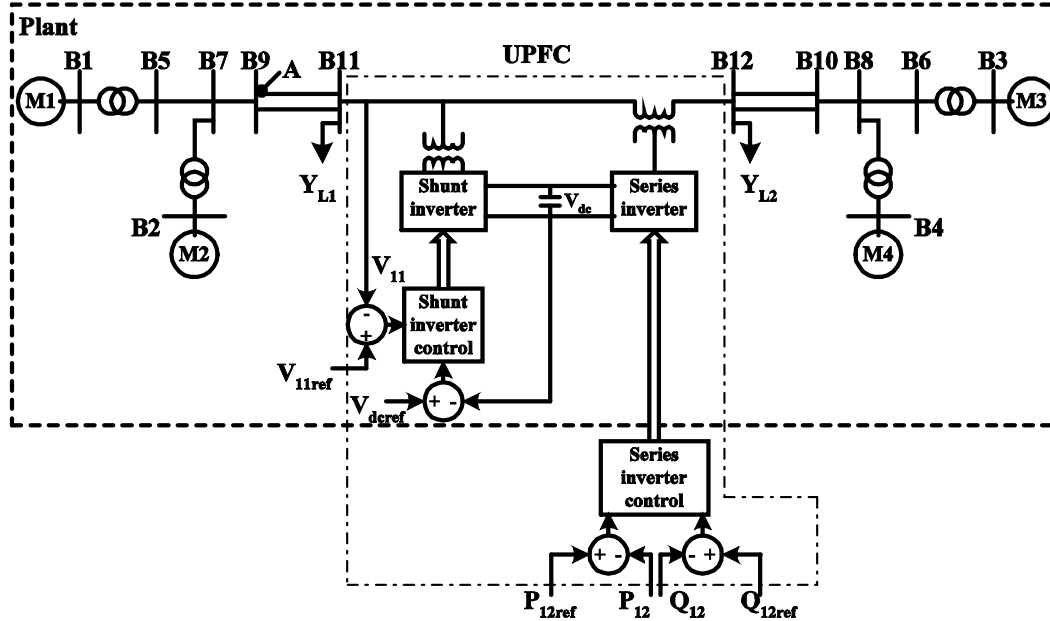 Plant
UPFC
B1
B5
B7
B9
A
B11
B12
B10
B8
B6
B3
M1
M3
Y L1
Y L2
Shunt inverter
V dc
Series inverter
B2
M2
B4
M4
V 11
Shunt inverter control
-
+
V 11ref
V dcref
+ -
Series inverter control
+ -
- +
P 12ref
P 12
Q 12
Q 12ref